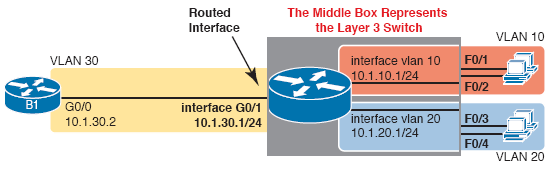 Routed
Interface
The Middle Box Represents
the Layer 3 Switch
VLAN 10
VLAN 30
B1
G0/0
10.1.30.2
interface G0/1
10.1.30.1/24
interface vlan 10
10.1.10.1/24
F0/1
F0/2
interface vlan 20
10.1.20.1/24
F0/3
F0/4
VLAN 20